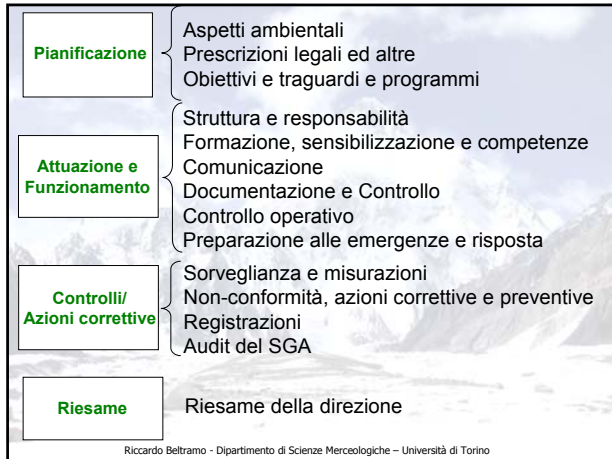 Pianificazione
Aspetti ambientali
Prescrizioni legali ed altre
Obiettivi e traguardi e programmi
Attuazione e
Funzionamento
Struttura e responsabilità
Formazione, sensibilizzazione e competenze
Comunicazione
Documentazione e Controllo
Controllo operativo
Preparazione alle emergenze e risposta
Controlli/
Azioni correttive
Sorveglianza e misurazioni
Non-conformità, azioni correttive e preventive
Registrazioni
Audit del SGA
Riesame
Riesame della direzione
Riccardo Beltramo - Dipartimento di Scienze Merceologiche – Università di Torino